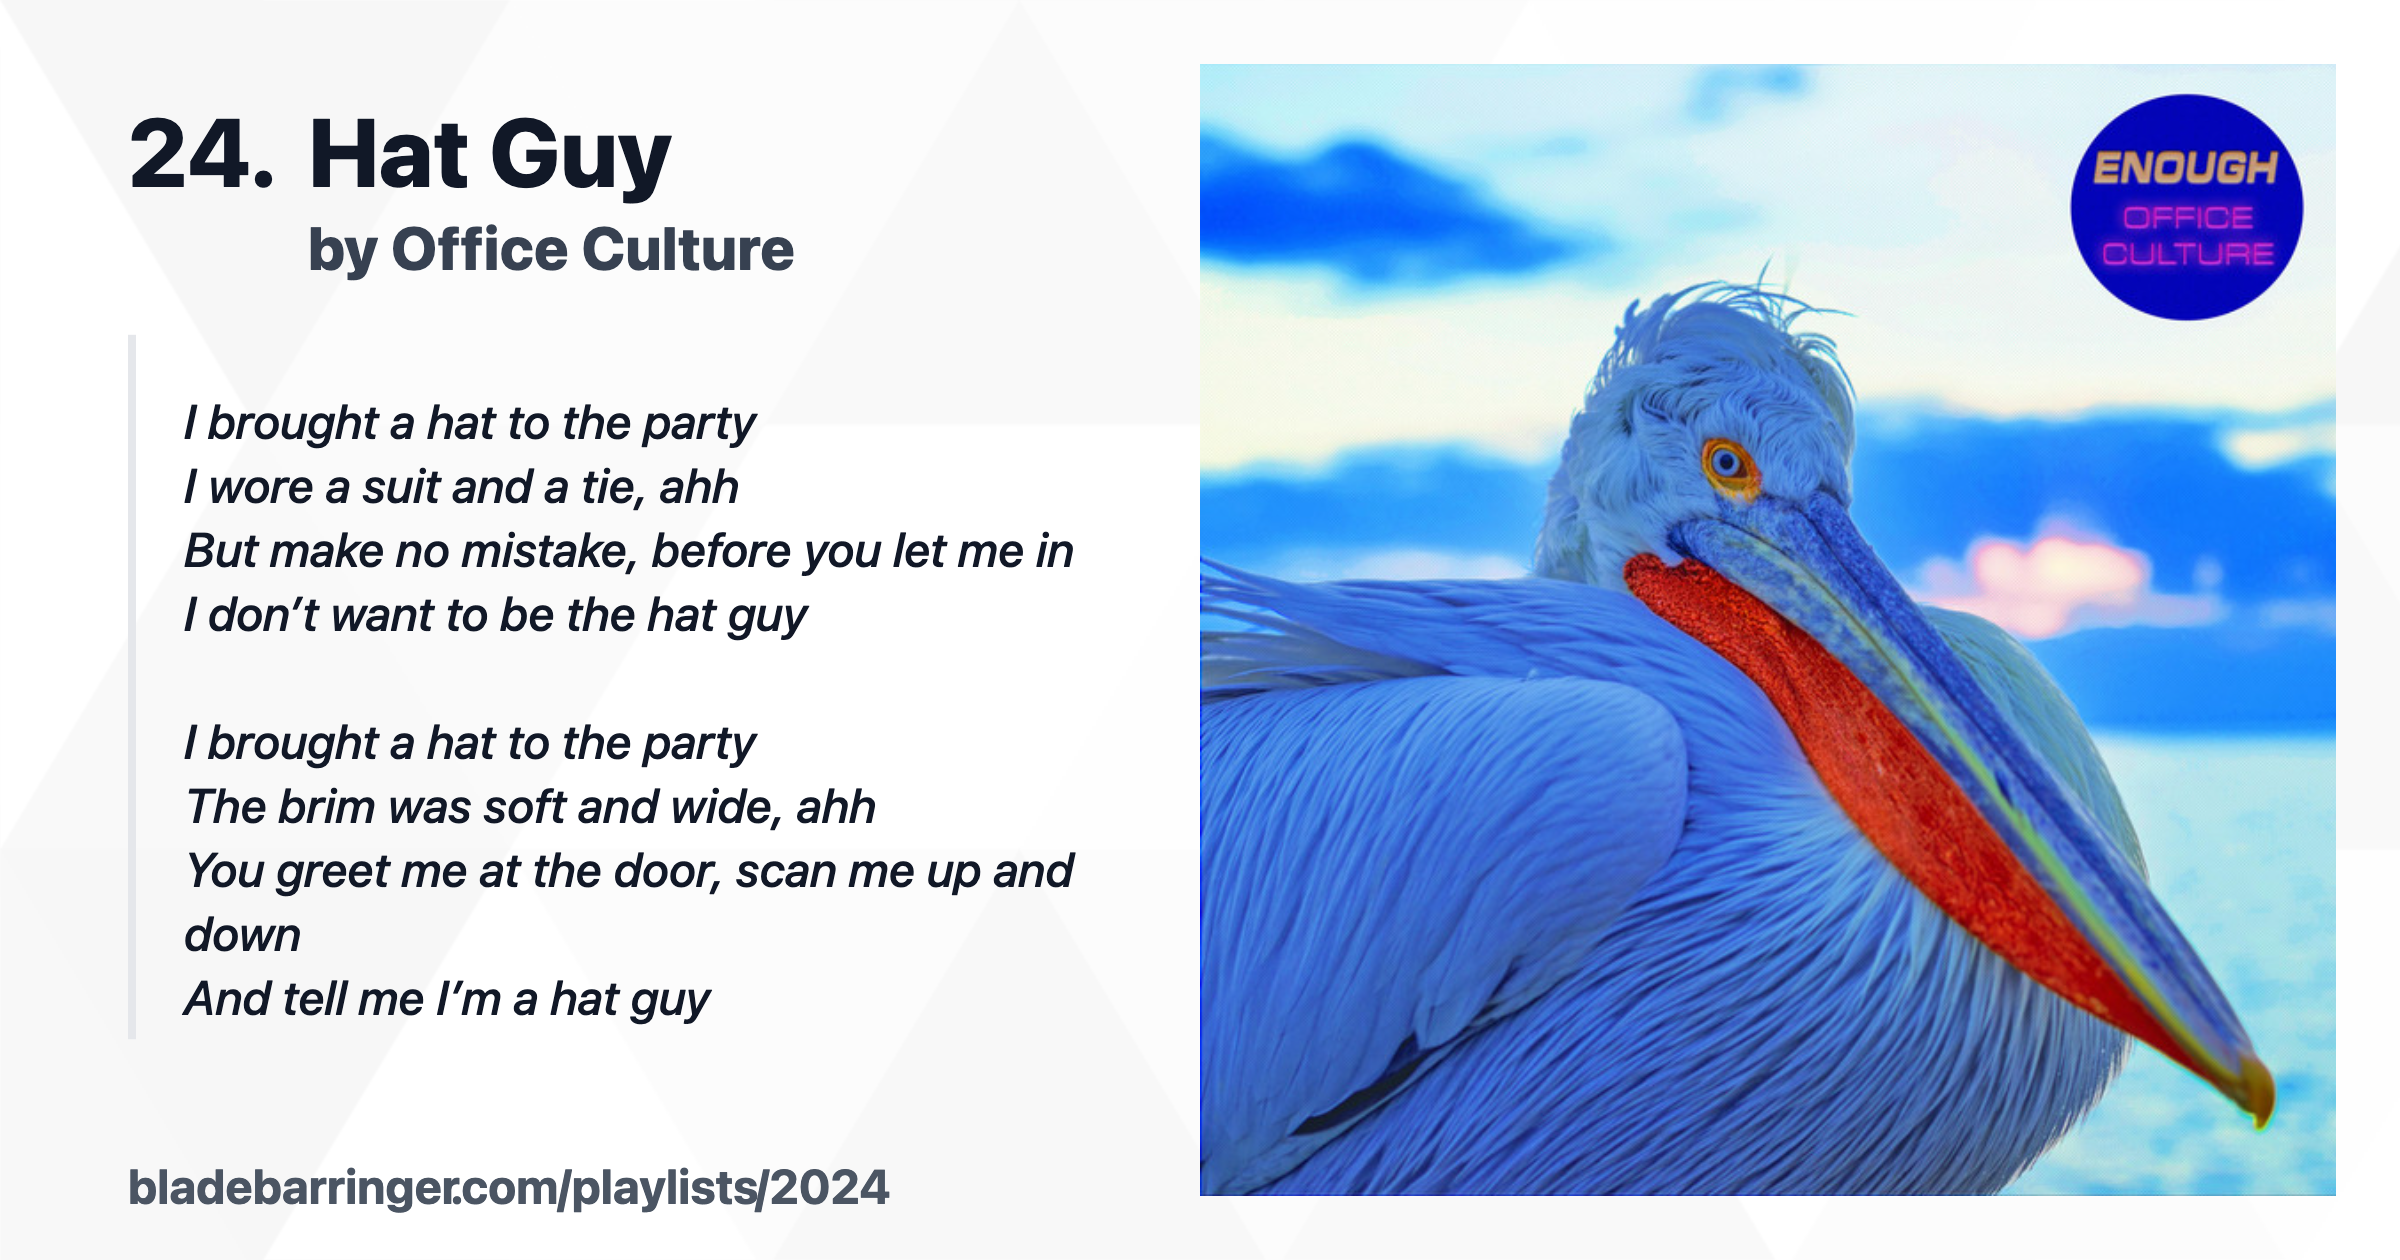 24. Hat Guy
by Office Culture
I brought a hat to the party
I wore a suit and a tie, ahh
But make no mistake, before you let me in
I don’t want to be the hat guy
I brought a hat to the party
The brim was soft and wide, ahh
You greet me at the door, scan me up and
down
And tell me I’m a hat guy
bladebarringer.com/playlists/2024
ENOUGH
OFFICE
CULTURE